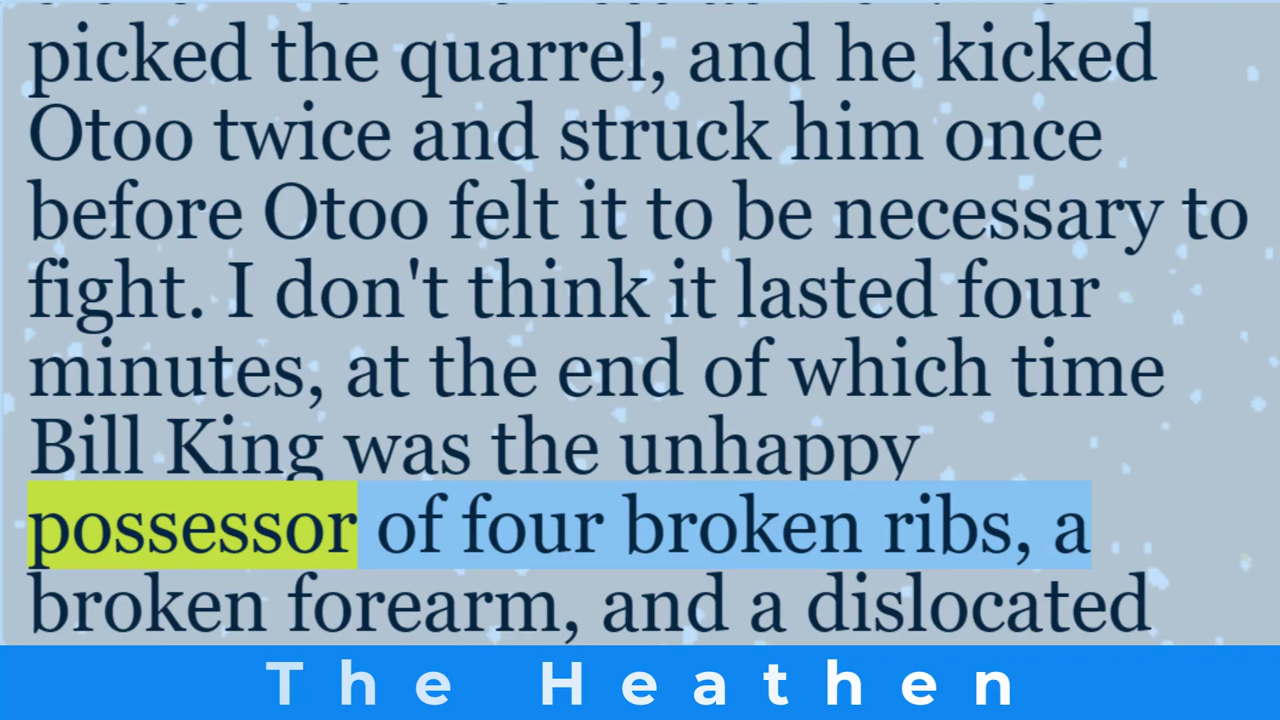 picked the quarrel, and he kicked
Otoo twice and struck him once
before Otoo felt it to be necessary to
fight. I don't think it lasted four
minutes, at the end of which time
Bill King was the unhappy
possessor of four broken ribs, a
broken forearm, and a dislocated
The Heathen